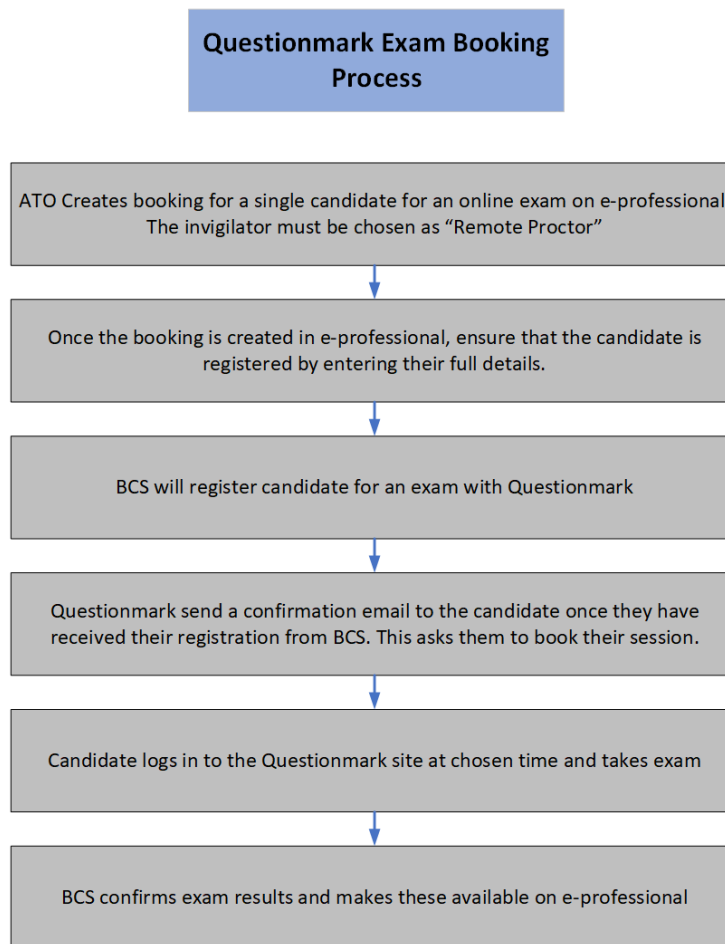 Questionmark Exam Booking
Process
ATO Creates booking for a single candidate for an online exam on e-professional
The invigilator must be chosen as “Remote Proctor”
Once the booking is created in e-professional, ensure that the candidate is
registered by entering their full details.
BCS will register candidate for an exam with Questionmark
Questionmark send a confirmation email to the candidate once they have
received their registration from BCS. This asks them to book their session.
Candidate logs in to the Questionmark site at chosen time and takes exam
BCS confirms exam results and makes these available on e-professional